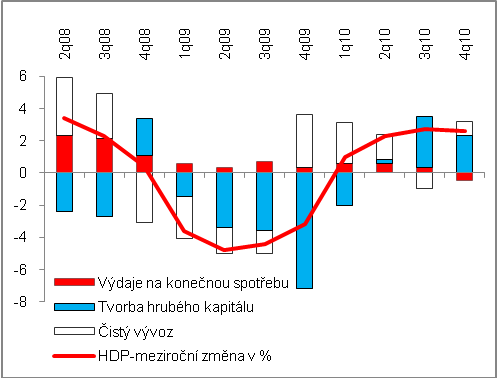 2q08 3q08 4q08 1q09 2q09 3q09 4q09 1q10 2q10 3q10 4q10
6
4
2
0
-2
-4
-6
-8
Výdaje na konečnou spotřebu
Tvorba hrubého kapitálu
Čistý vývoz
HDP-meziroční změna v %